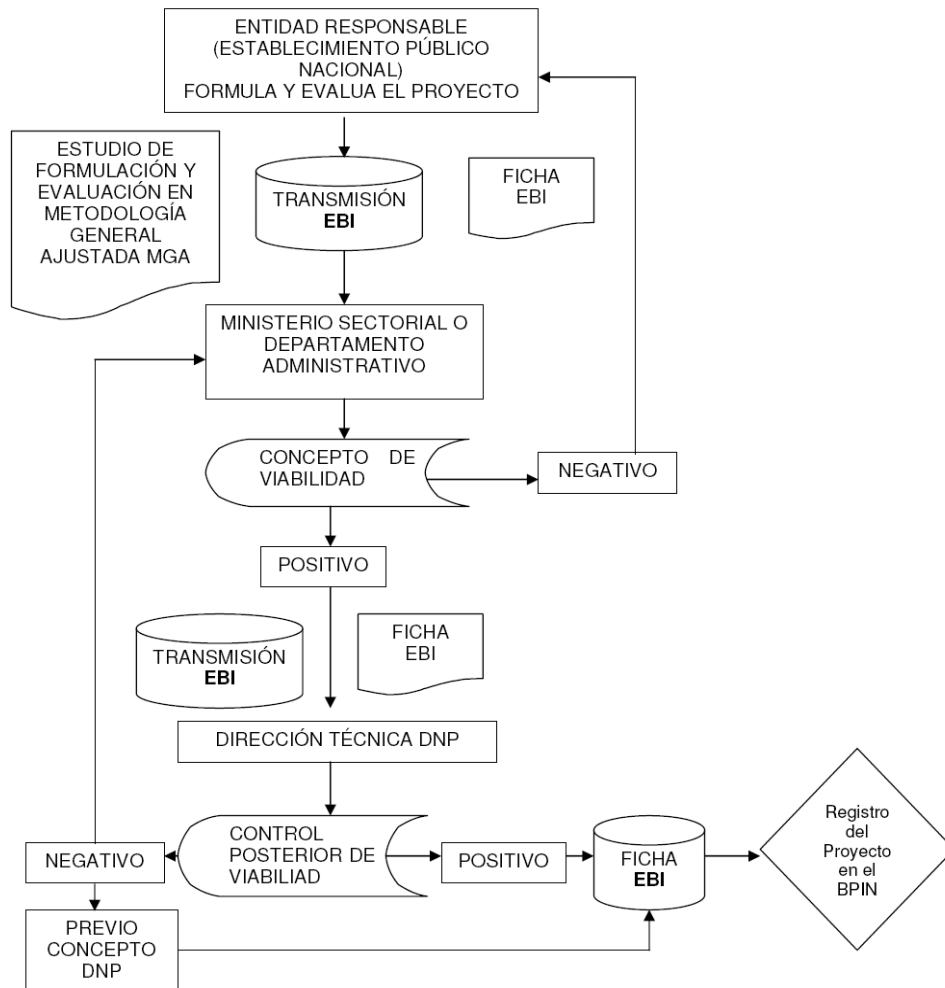 ENTIDAD RESPONSABLE
(ESTABLECIMIENTO PÚBLICO
NACIONAL)
FORMULA Y EVALUA EL PROYECTO
ESTUDIO DE
FORMULACIÓN Y
EVALUACIÓN EN
METODOLOGÍA
GENERAL
AJUSTADA MGA
TRANSMISIÓN
EBI
FICHA
EBI
MINISTERIO SECTORIAL O
DEPARTAMENTO
ADMINISTRATIVO
CONCEPTO DE
VIABILIDAD
NEGATIVO
POSITIVO
TRANSMISIÓN
EBI
FICHA
EBI
DIRECCIÓN TÉCNICA DNP
NEGATIVO
CONTROL
POSTERIOR DE
VIABILIAD
POSITIVO
FICHA
EBI
Registro
del
Proyecto
en el
BPIN
PREVIO
CONCEPTO
DNP